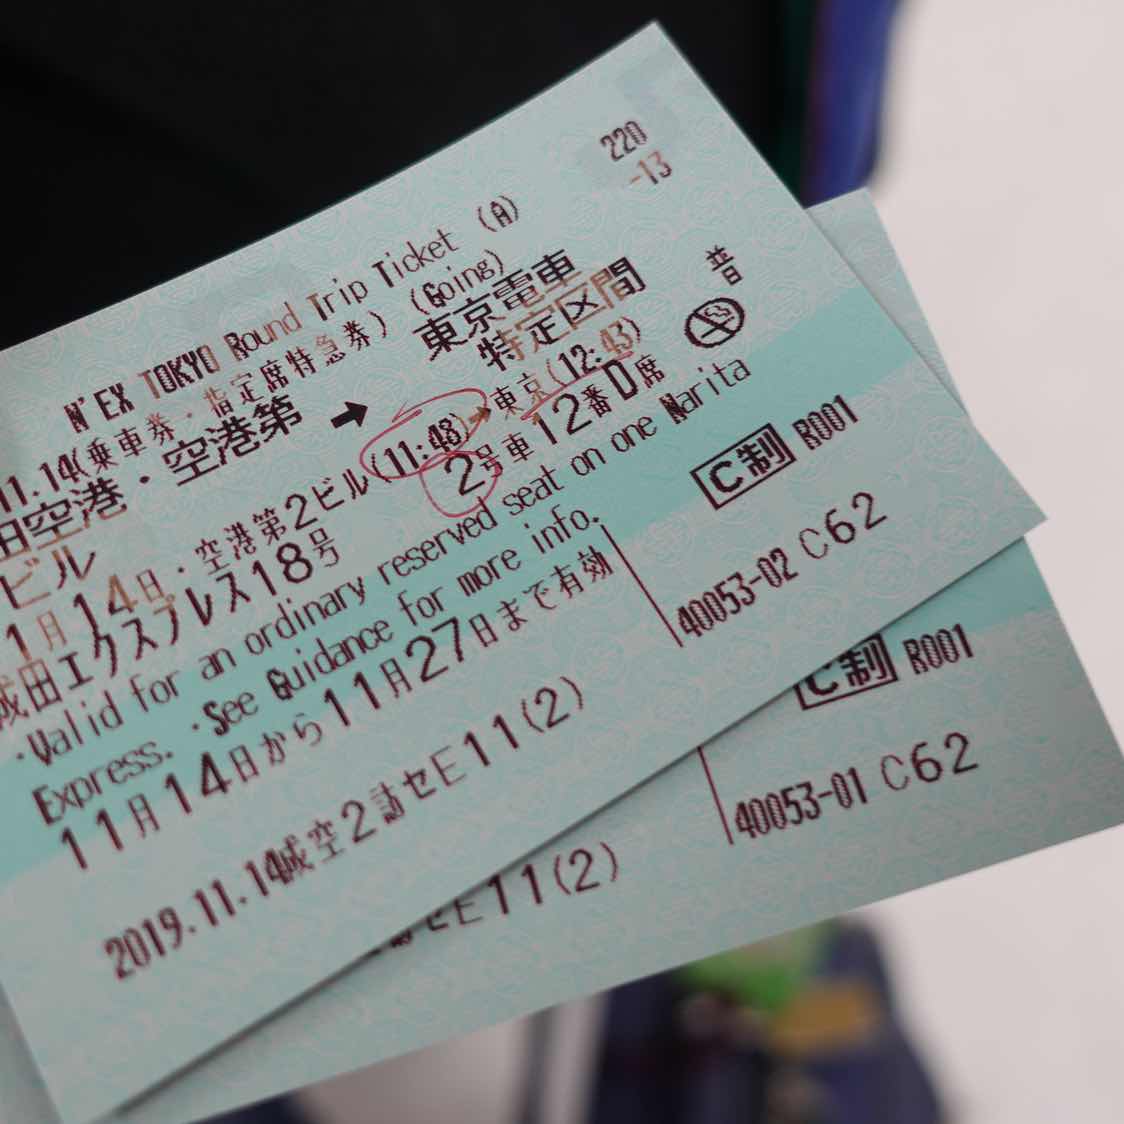 220
-13
N'EX TOKYO Round Trip Ticket (A)
11.14(乗車券・指定席特急券) (Going)
田空港・空港第 → 東京電車
ビル 特定区間
普
1月14日・空港第2ビル(11:48)→東京(12:43)
成田エクスプレス18号 2号車12番D席
・Valid for an ordinary reserved seat on one Narita
Express. ・See Guidance for more info.
11月14日から11月27日まで有効
C制 R001
2019.11.14成空2訪セE11(2)
40053-02 C62
C制 R001
セE11(2)
40053-01 C62